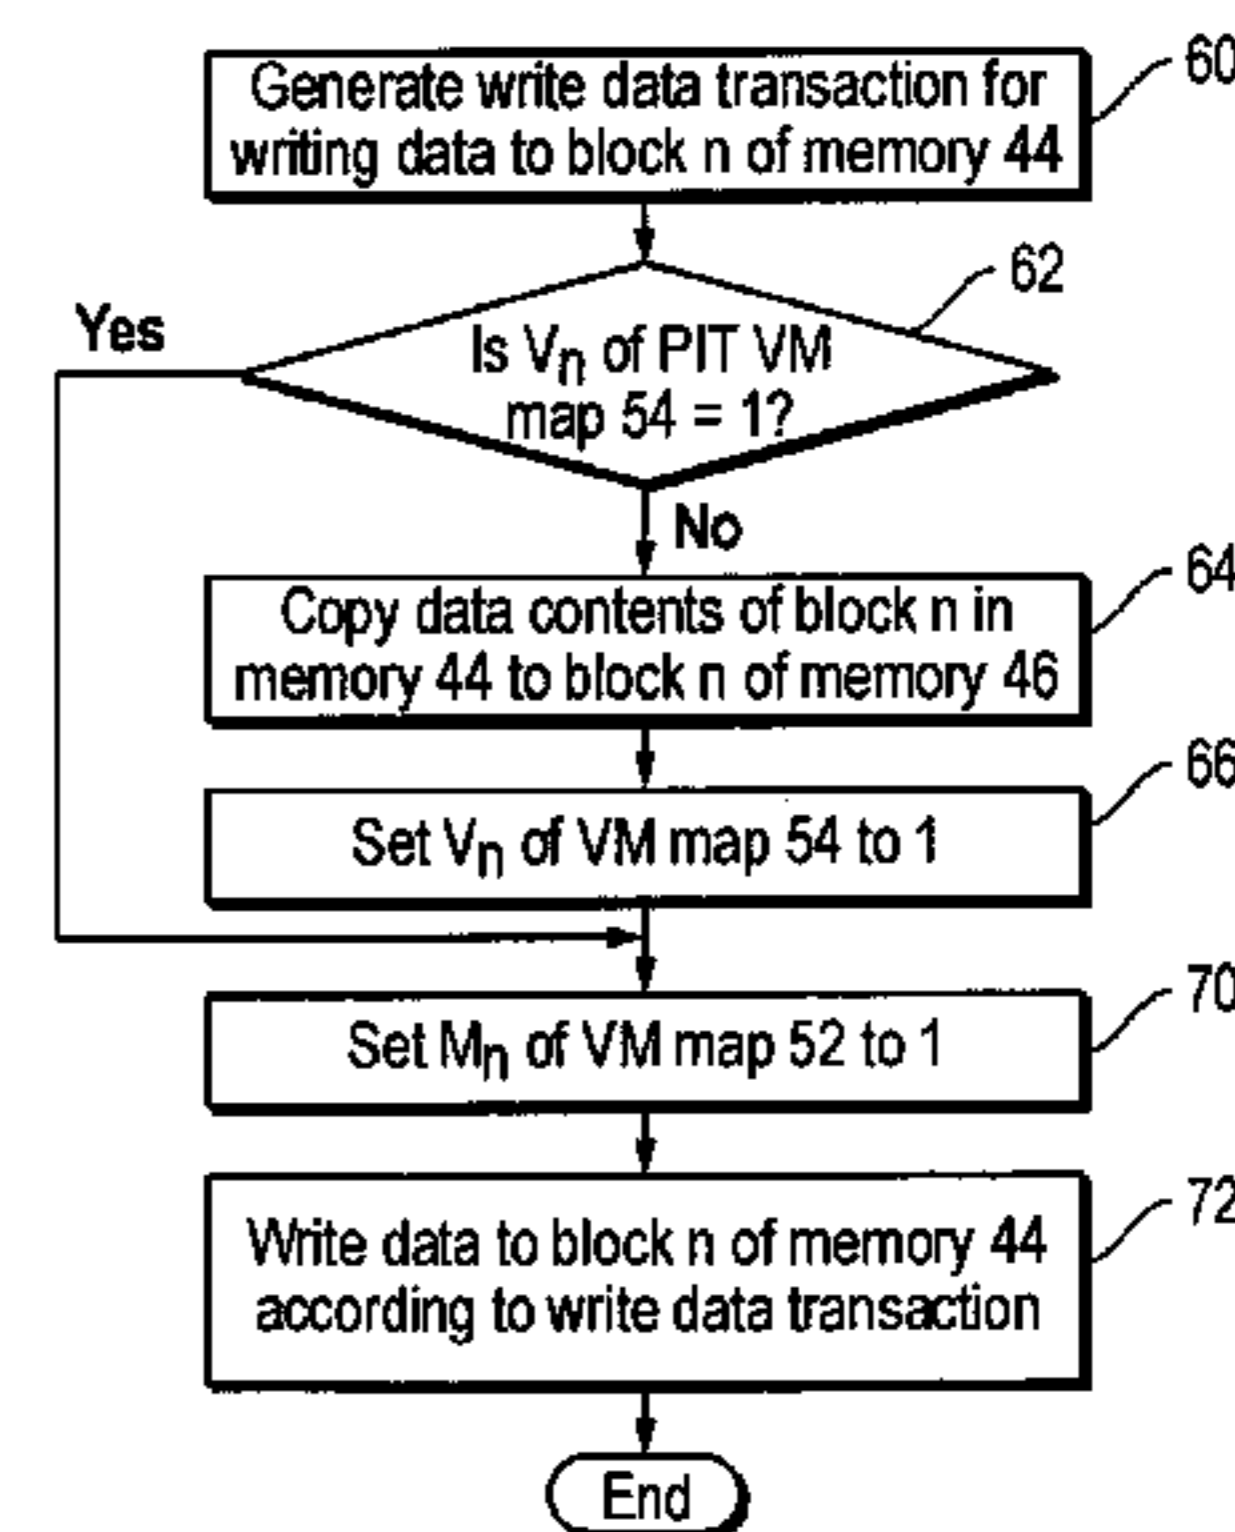 Generate write data transaction for
writing data to block n of memory 44
60
62
Yes
Is Vn of PIT VM
map 54 = 1?
No
Copy data contents of block n in
memory 44 to block n of memory 46
64
66
Set Vn of VM map 54 to 1
70
Set Mn of VM map 52 to 1
72
Write data to block n of memory 44
according to write data transaction
End